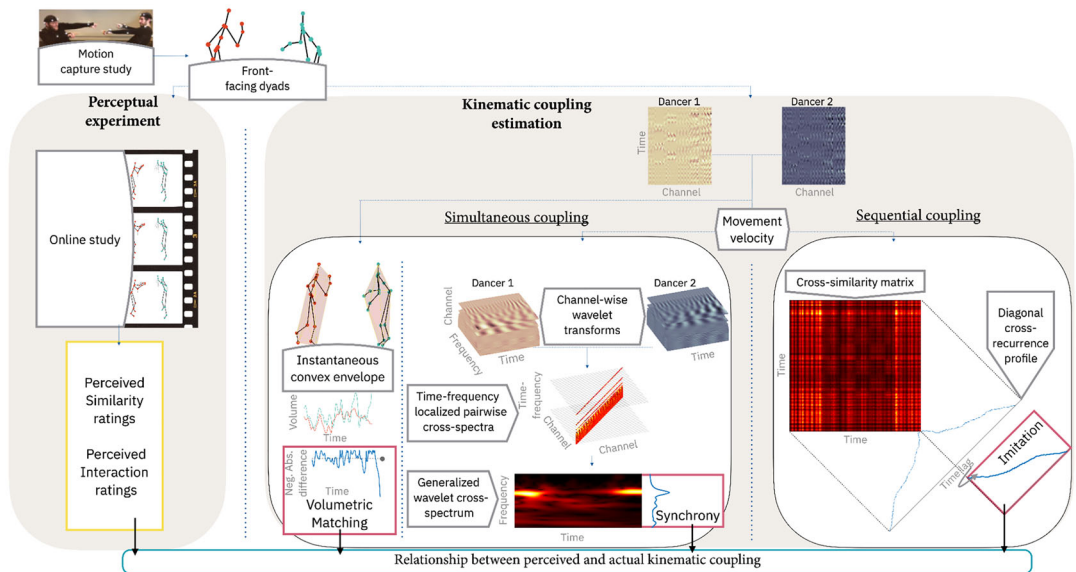 Motion
capture study
Front-
facing dyads
Perceptual
experiment
Online study
Perceived
Similarity
ratings
Perceived
Interaction
ratings
Kinematic coupling
estimation
Dancer 1
Dancer 2
Time
Channel
Channel
Movement
velocity
Simultaneous coupling
Instantaneous
convex envelope
Volume
Time
Neg. Abs.
difference
Time
Volumetric
Matching
Dancer 1
Channel
Frequency
Time
Channel-wise
wavelet
transforms
Dancer 2
Time
Time-frequency
localized pairwise
cross-spectra
Time-
frequency
Channel
Channel
Generalized
wavelet cross-
spectrum
Frequency
Time
Synchrony
Sequential coupling
Cross-similarity matrix
Time
Time
Diagonal
cross-
recurrence
profile
Time lag
Imitation
Relationship between perceived and actual kinematic coupling